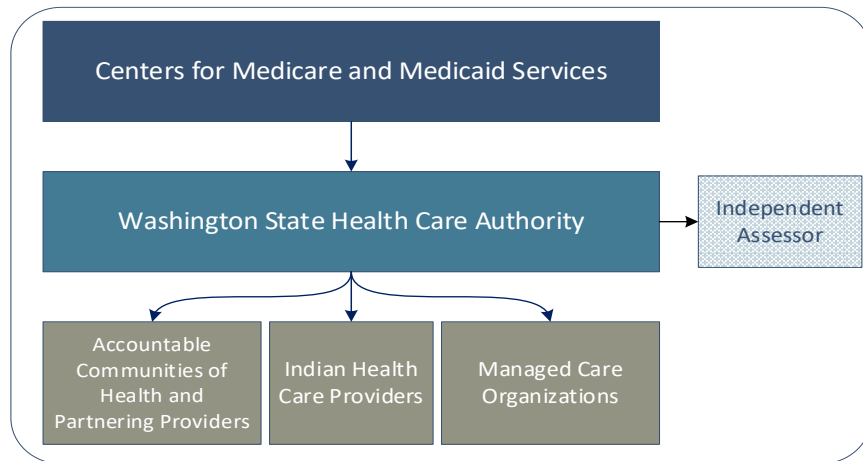 Centers for Medicare and Medicaid Services
Washington State Health Care Authority
Independent
Assessor
Accountable
Communities of
Health and
Partnering Providers
Indian Health
Care Providers
Managed Care
Organizations